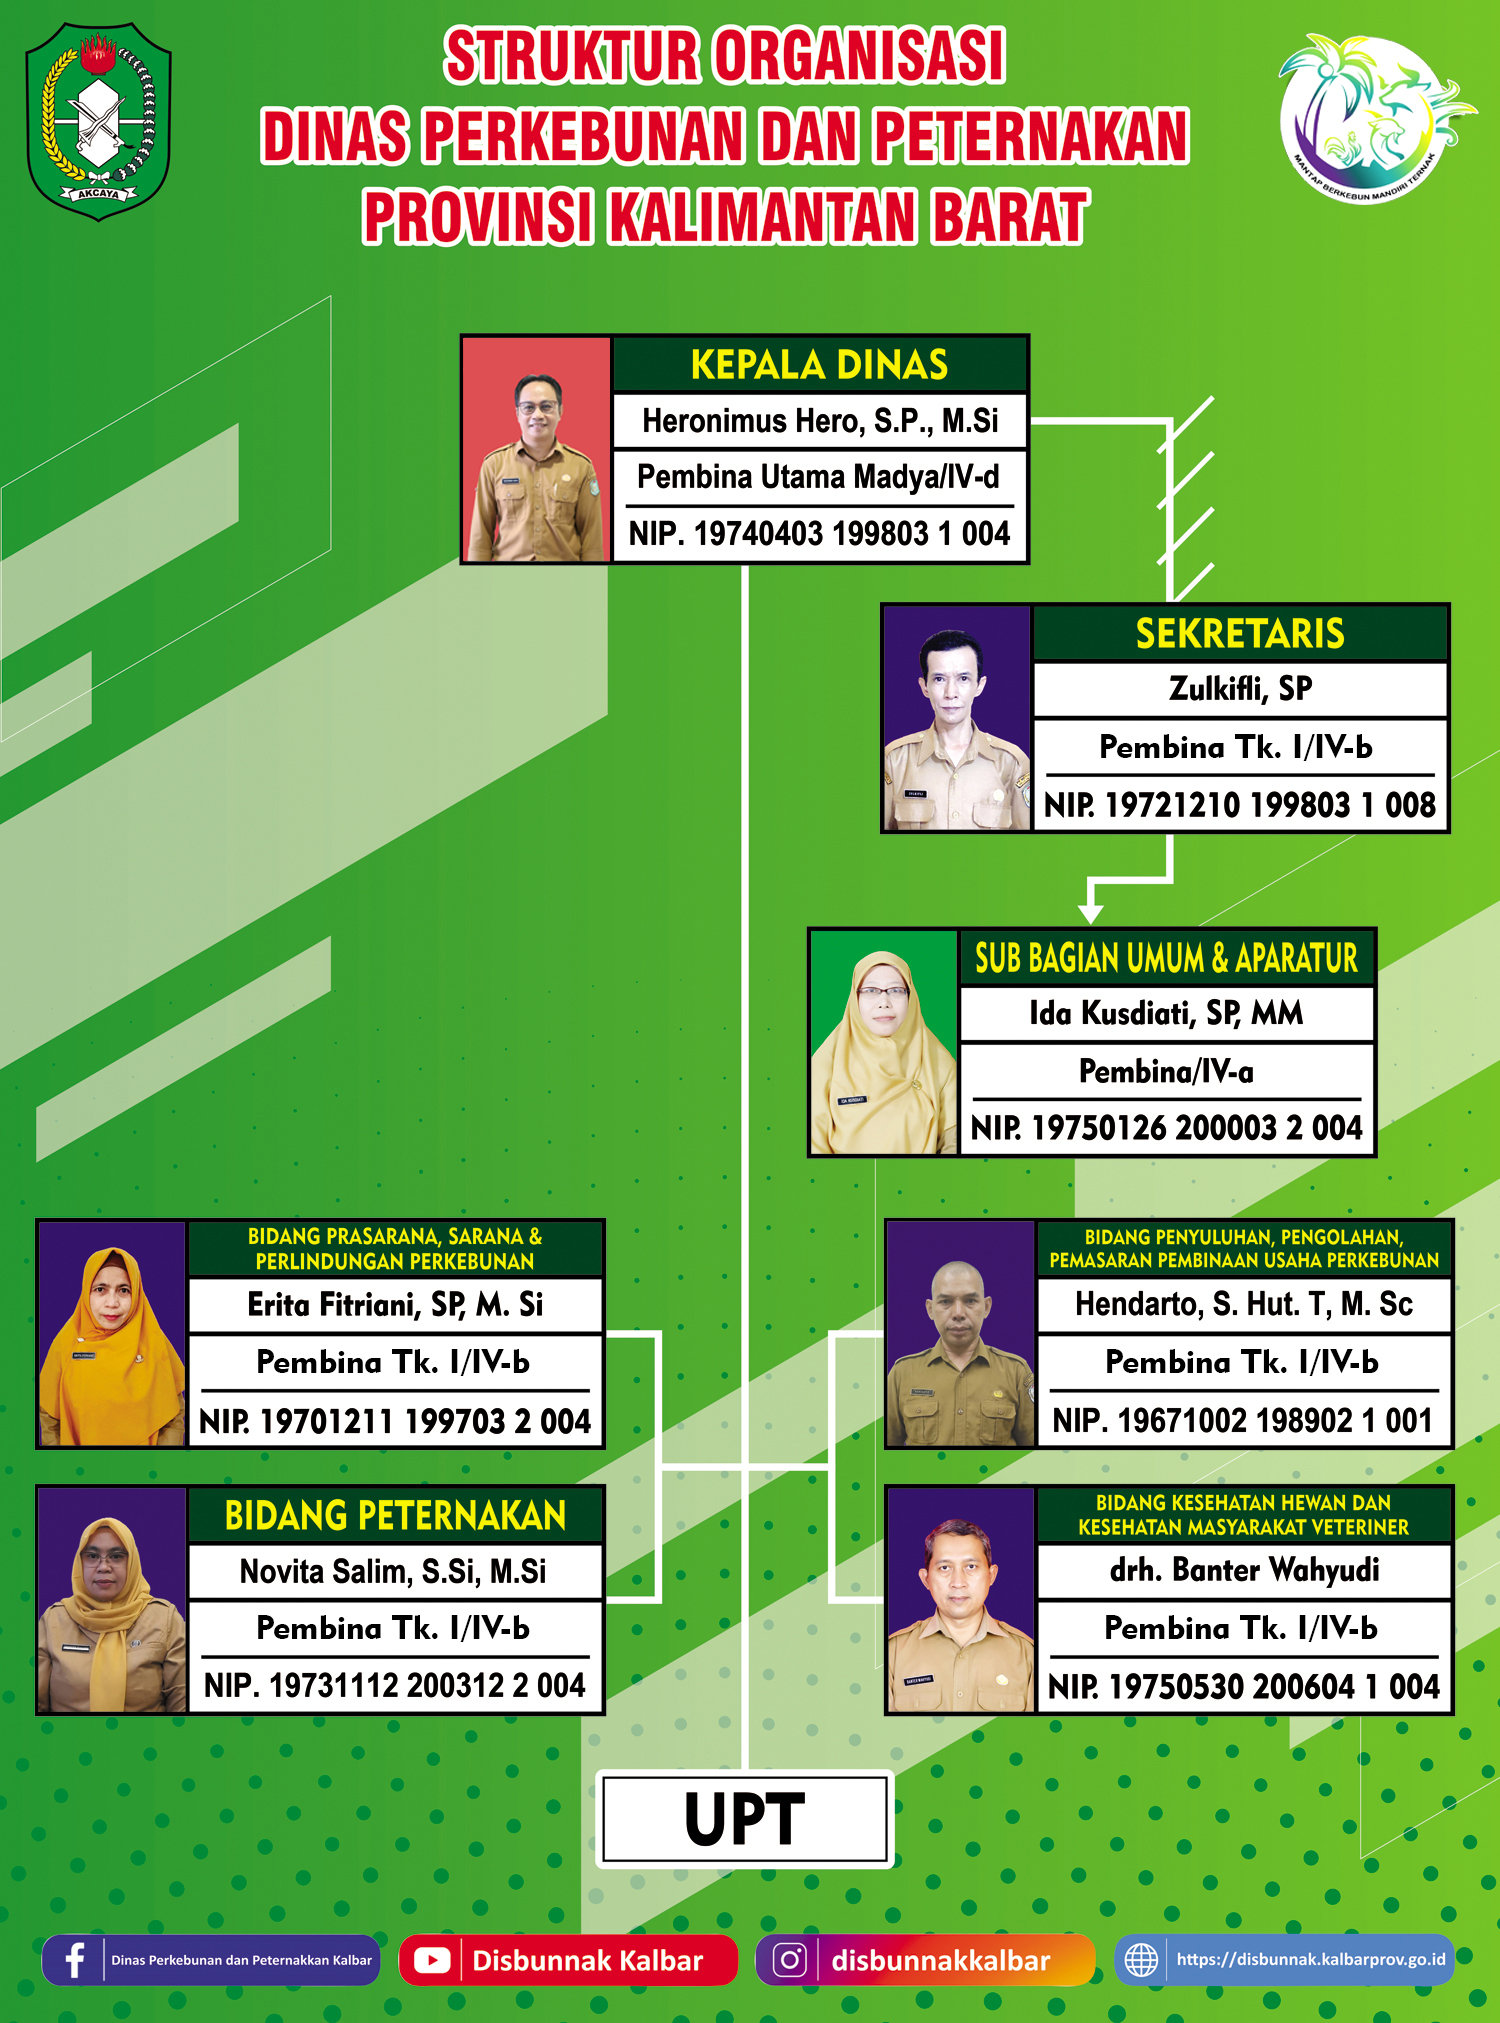 STRUKTUR ORGANISASI
DINAS PERKEBUNAN DAN PETERNAKAN
PROVINSI KALIMANTAN BARAT
AKCAYA
MANTAP BERKEBUN MANDIRI TERNAK
KEPALA DINAS
Heronimus Hero, S.P., M.Si
Pembina Utama Madya/IV-d
NIP. 19740403 199803 1 004
SEKRETARIS
Zulkifli, SP
Pembina Tk. I/IV-b
NIP. 19721210 199803 1 008
SUB BAGIAN UMUM & APARATUR
Ida Kusdiati, SP, MM
Pembina/IV-a
NIP. 19750126 200003 2 004
BIDANG PRASARANA, SARANA &
PERLINDUNGAN PERKEBUNAN
Erita Fitriani, SP, M. Si
Pembina Tk. I/IV-b
NIP. 19701211 199703 2 004
BIDANG PENYULUHAN, PENGOLAHAN,
PEMASARAN PEMBINAAN USAHA PERKEBUNAN
Hendarto, S. Hut. T, M. Sc
Pembina Tk. I/IV-b
NIP. 19671002 198902 1 001
BIDANG PETERNAKAN
Novita Salim, S.Si, M.Si
Pembina Tk. I/IV-b
NIP. 19731112 200312 2 004
BIDANG KESEHATAN HEWAN DAN
KESEHATAN MASYARAKAT VETERINER
drh. Banter Wahyudi
Pembina Tk. I/IV-b
NIP. 19750530 200604 1 004
UPT
Dinas Perkebunan dan Peternakkan Kalbar
Disbunnak Kalbar
disbunnakkalbar
https://disbunnak.kalbarprov.go.id